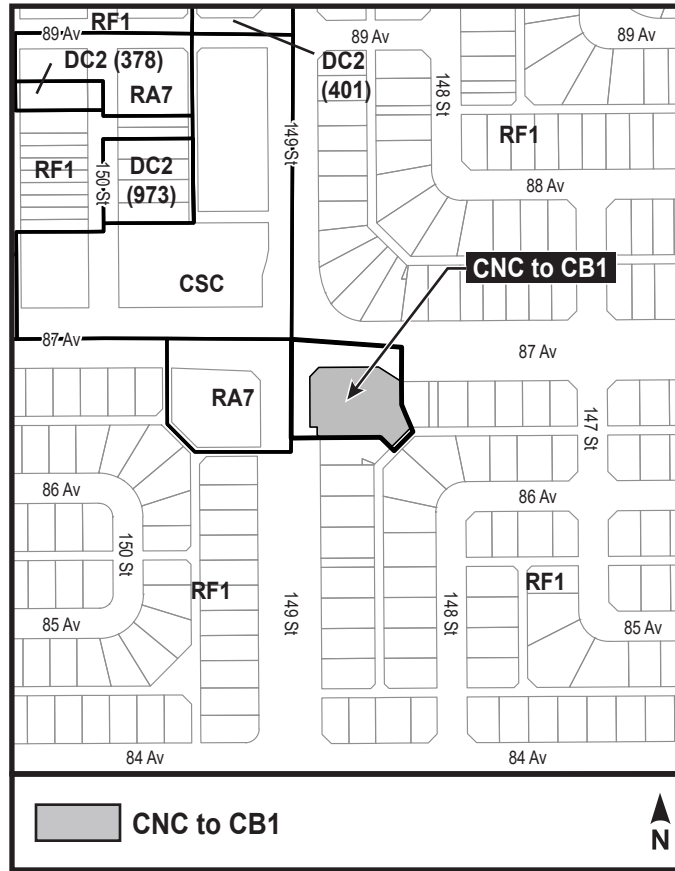 RF1
89 Av
89 Av
89 Av
DC2 (378)
DC2
(401)
148 St
RA7
149 St
RF1
RF1
150 St
DC2
(973)
88 Av
CSC
CNC to CB1
87 Av
87 Av
RA7
147 St
86 Av
86 Av
150 St
RF1
RF1
149 St
148 St
85 Av
85 Av
84 Av
84 Av
CNC to CB1
N